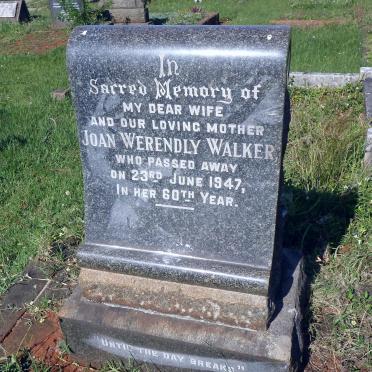 In
Sacred Memory of
MY DEAR WIFE
AND OUR LOVING MOTHER
JOAN WERENDLY WALKER
WHO PASSED AWAY
ON 23RD JUNE 1947,
IN HER 60TH YEAR.
"UNTIL THE DAY BREAKS"